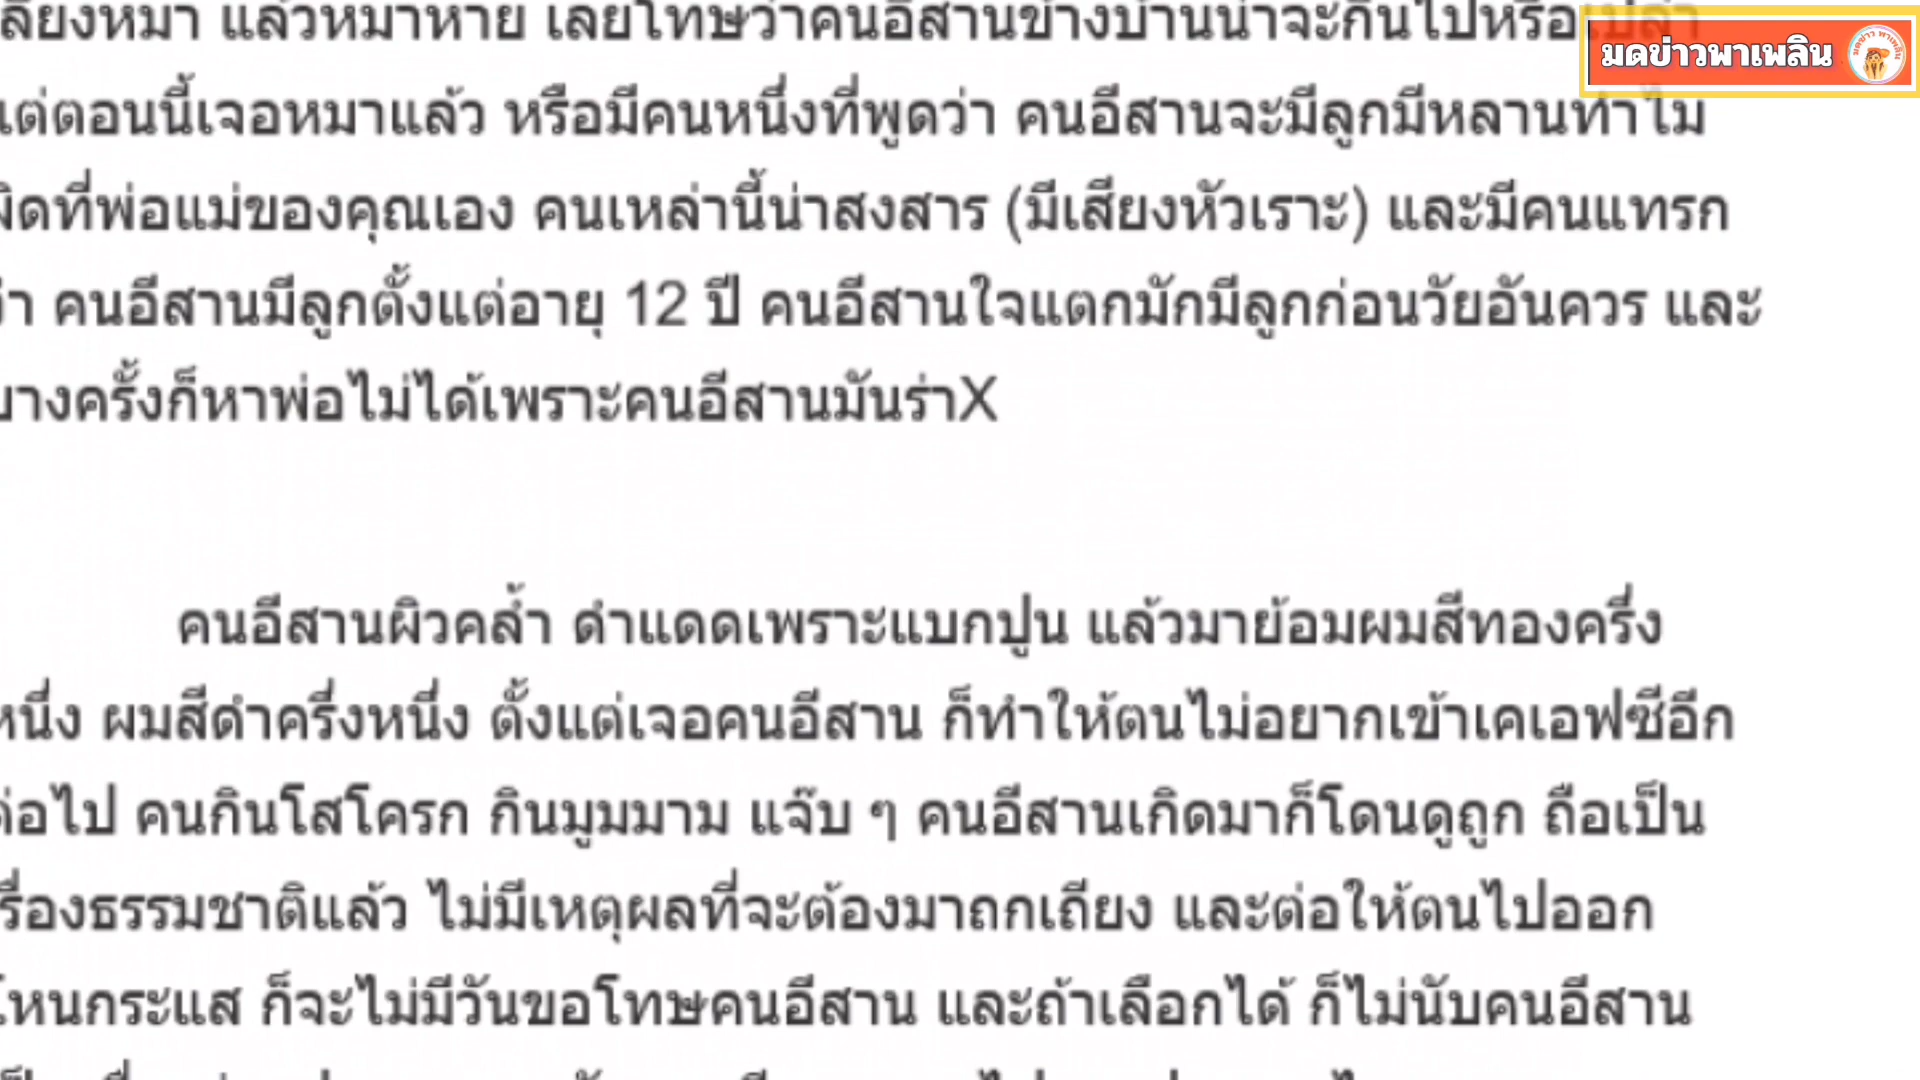 เลี้ยงหมา แล้วหมาหาย เลยโทษว่าคนอีสานข้างบ้านน่าจะกินไปหรือเปล่า
มดข่าวพาเพลิน
แต่ตอนนี้เจอหมาแล้ว หรือมีคนหนึ่งที่พูดว่า คนอีสานจะมีลูกมีหลานทำไม
ผิดที่พ่อแม่ของคุณเอง คนเหล่านี้น่าสงสาร (มีเสียงหัวเราะ) และมีคนแทรก
ว่า คนอีสานมีลูกตั้งแต่อายุ 12 ปี คนอีสานใจแตกมักมีลูกก่อนวัยอันควร และ
บางครั้งก็หาพ่อไม่ได้เพราะคนอีสานมันร่าX
คนอีสานผิวคล้ำ ดำแดดเพราะแบกปูน แล้วมาย้อมผมสีทองครึ่ง
หนึ่ง ผมสีดำครึ่งหนึ่ง ตั้งแต่เจอคนอีสาน ก็ทำให้ตนไม่อยากเข้าเคเอฟซีอีก
ต่อไป คนกินโสโครก กินมูมมาม แจ๊บ ๆ คนอีสานเกิดมาก็โดนดูถูก ถือเป็น
เรื่องธรรมชาติแล้ว ไม่มีเหตุผลที่จะต้องมาถกเถียง และต่อให้ตนไปออก
โหนกระแส ก็จะไม่มีวันขอโทษคนอีสาน และถ้าเลือกได้ ก็ไม่นับคนอีสาน